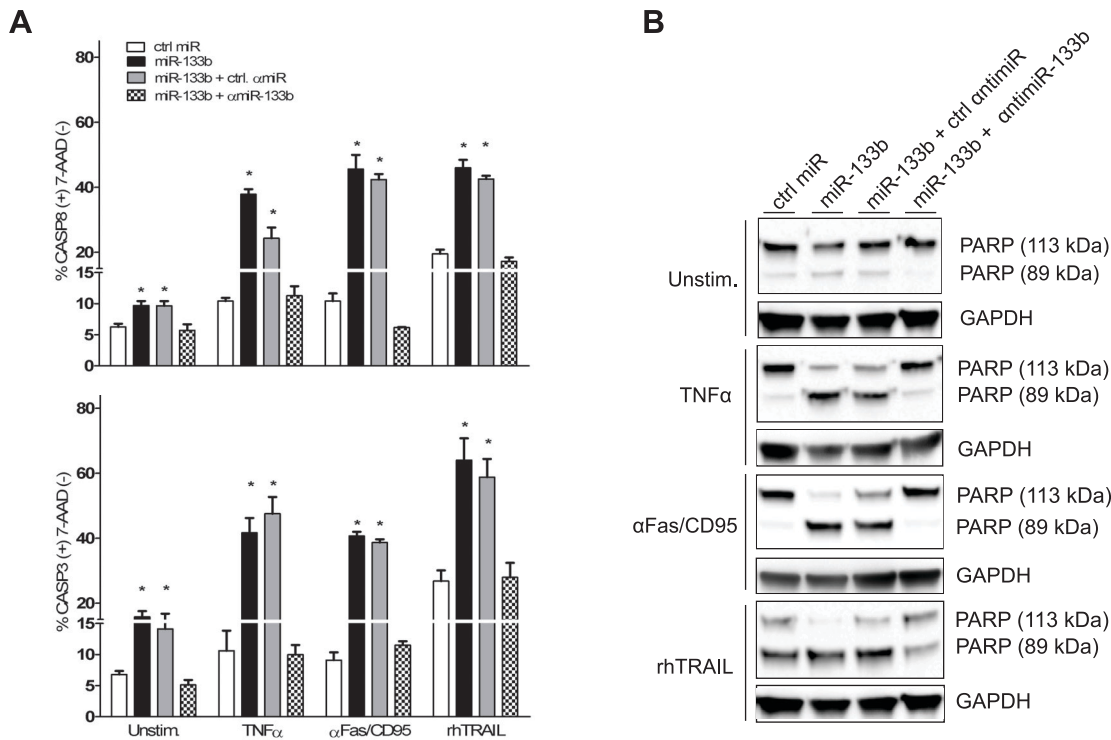 A
ctrl miR
miR-133b
miR-133b + ctrl. αmiR
miR-133b + αmiR-133b
% CASP8 (+) 7-AAD (-)
80
60
40
20
15
10
5
0
* * * * * * * *
% CASP3 (+) 7-AAD (-)
80
60
40
20
15
10
5
0
* * * * * * * *
Unstim. TNFα αFas/CD95 rhTRAIL
B
ctrl miR
miR-133b
miR-133b + ctrl αntimiR
miR-133b + αntimiR-133b
Unstim.
PARP (113 kDa)
PARP (89 kDa)
GAPDH
TNFα
PARP (113 kDa)
PARP (89 kDa)
GAPDH
αFas/CD95
PARP (113 kDa)
PARP (89 kDa)
GAPDH
rhTRAIL
PARP (113 kDa)
PARP (89 kDa)
GAPDH